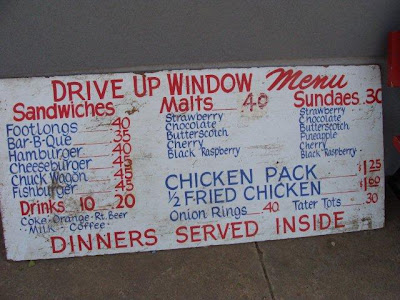 DRIVE UP WINDOW Menu
Sandwiches
Footlongs 40
Bar-B-Que 35
Hamburger 40
Cheeseburger 45
Chuck Wagon 45
Fishburger 45
Drinks 10 20
Coke-Orange-Rt. Beer
"MILK - Coffee"
Malts 40
Strawberry
Chocolate
Butterscotch
Cherry
Black Raspberry
Sundaes 30
Strawberry
Chocolate
Butterscotch
Pineapple
Cherry
Black Raspberry
CHICKEN PACK $1.25
½ FRIED CHICKEN $1.00
Onion Rings 40 Tater Tots 30
DINNERS SERVED INSIDE